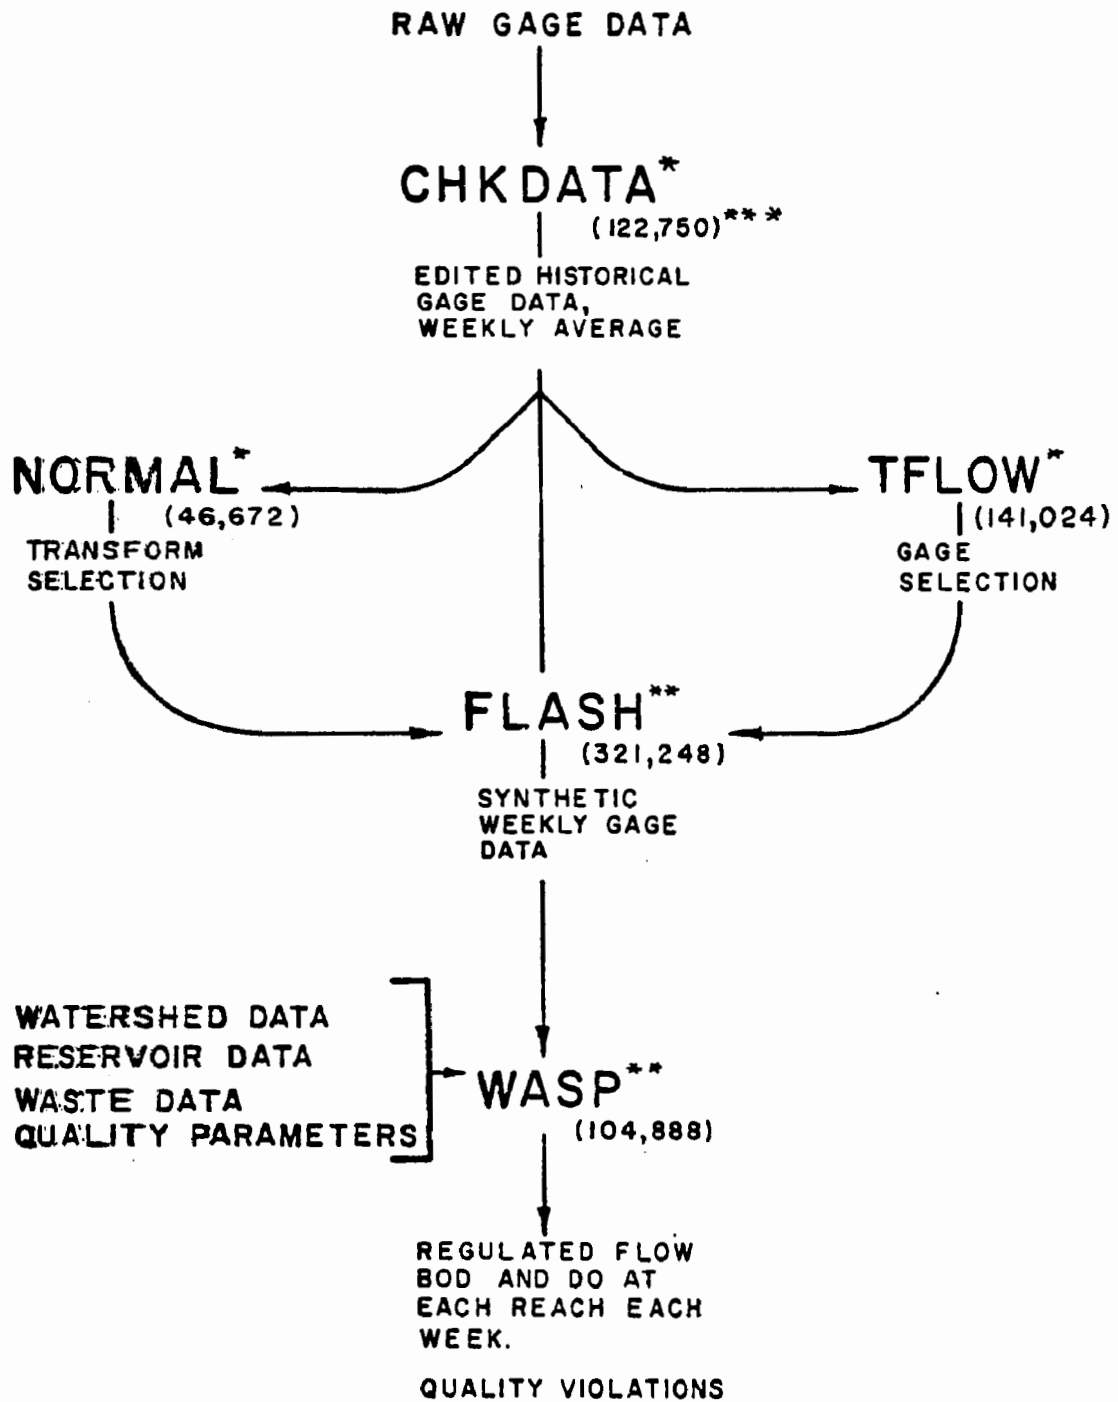 RAW GAGE DATA
CHKDATA*
(122,750)***
EDITED HISTORICAL
GAGE DATA,
WEEKLY AVERAGE
NORMAL*
(46,672)
TRANSFORM
SELECTION
TFLOW*
(141,024)
GAGE
SELECTION
FLASH**
(321,248)
SYNTHETIC
WEEKLY GAGE
DATA
WATERSHED DATA
RESERVOIR DATA
WASTE DATA
QUALITY PARAMETERS
WASP**
(104,888)
REGULATED FLOW
BOD AND DO AT
EACH REACH EACH
WEEK.
QUALITY VIOLATIONS